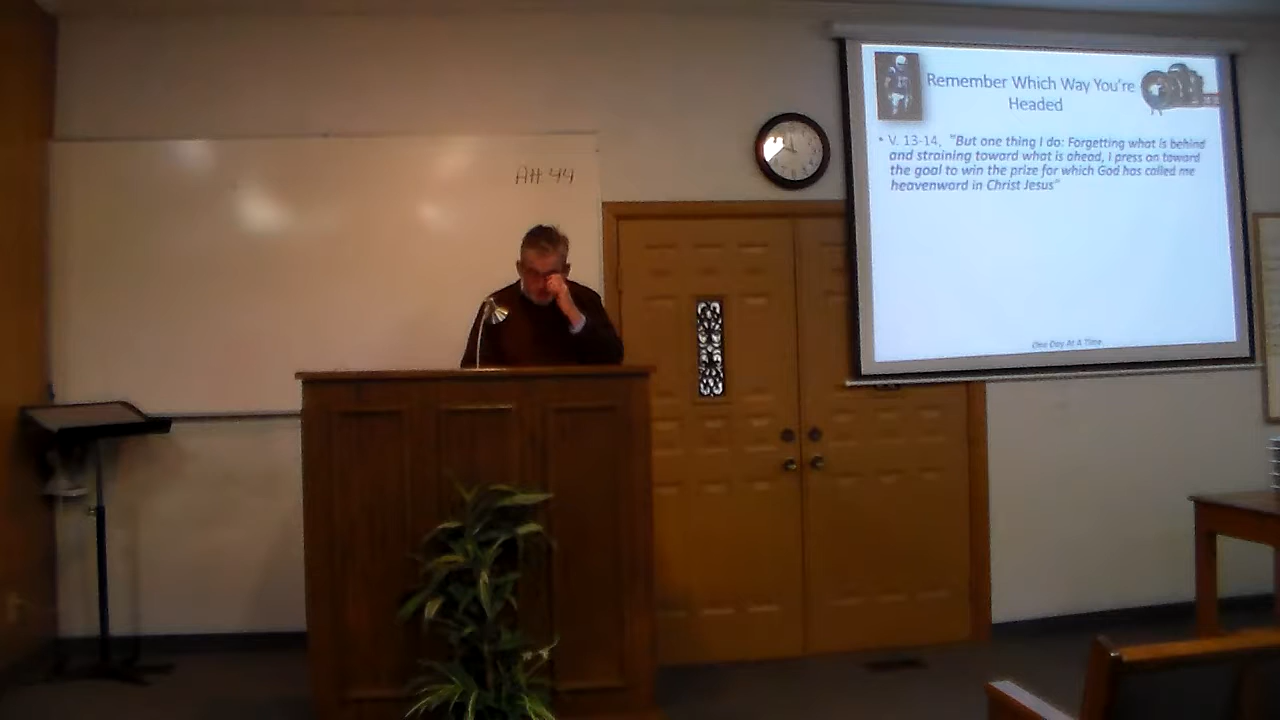 AH 44
Remember Which Way You're
Headed
• V. 13-14, "But one thing I do: Forgetting what is behind
and straining toward what is ahead, I press on toward
the goal to win the prize for which God has called me
heavenward in Christ Jesus"
One Day At A Time